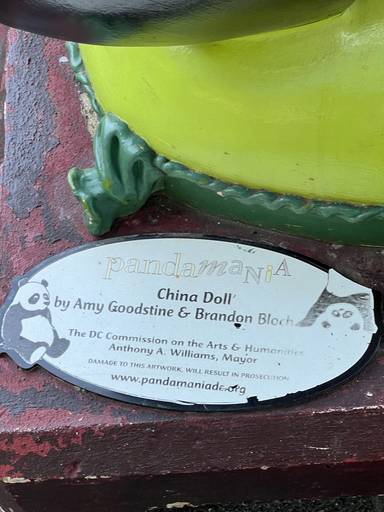 pandamaNiA
China Doll
by Amy Goodstine & Brandon Bloch
The DC Commission on the Arts & Humanities
Anthony A. Williams, Mayor
DAMAGE TO THIS ARTWORK, WILL RESULT IN PROSECUTION
www.pandamaniadc.org